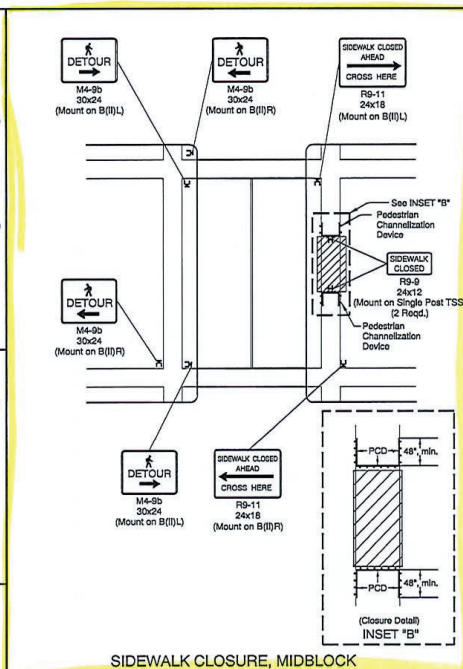 DETOUR
M4-9b
30x24
(Mount on B(II)L)
DETOUR
M4-9b
30x24
(Mount on B(II)R)
SIDEWALK CLOSED
AHEAD
CROSS HERE
R9-11
24x18
(Mount on B(II)L)
See INSET "B"
Pedestrian
Channelization
Device
SIDEWALK
CLOSED
R9-9
24x12
(Mount on Single Post TSS)
(2 Reqd.)
Pedestrian
Channelization
Device
DETOUR
M4-9b
30x24
(Mount on B(II)R)
DETOUR
M4-9b
30x24
(Mount on B(II)L)
SIDEWALK CLOSED
AHEAD
CROSS HERE
R9-11
24x18
(Mount on B(II)R)
PCD
48", min.
PCD
48", min.
(Closure Detail)
INSET "B"
SIDEWALK CLOSURE, MIDBLOCK